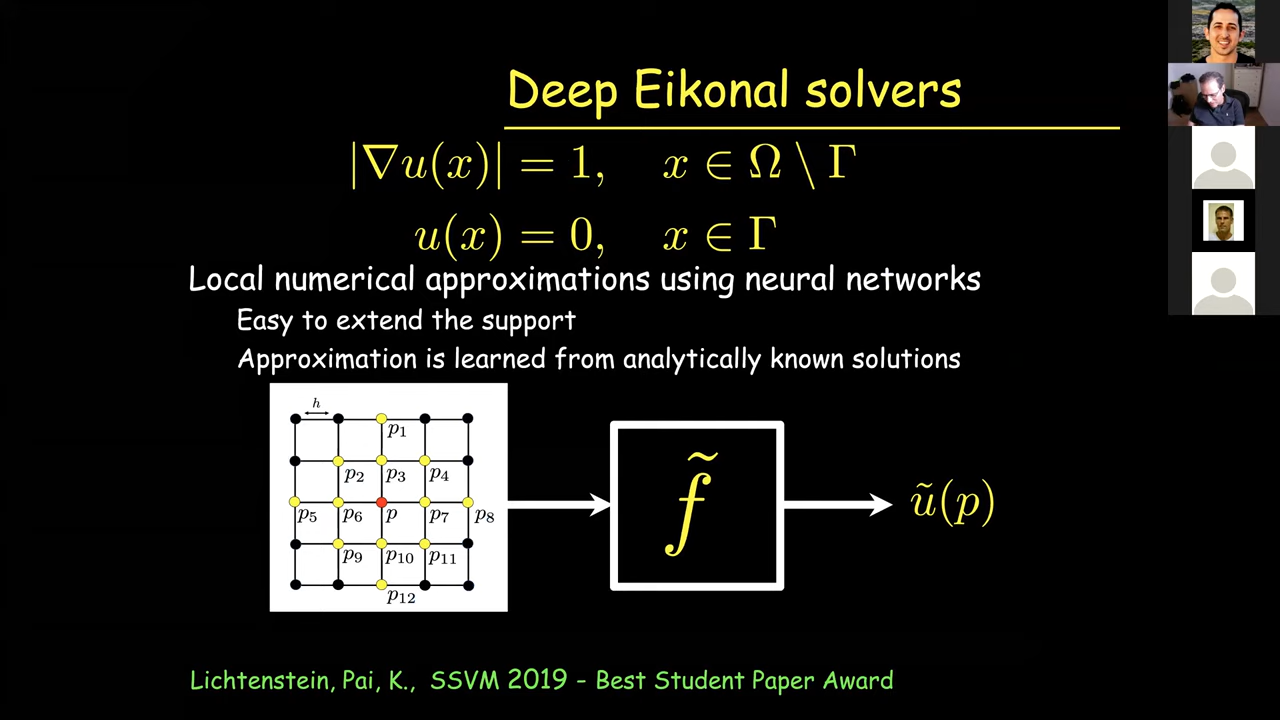 Deep Eikonal solvers
|∇u(x)| = 1, x ∈ Ω \ Γ
u(x) = 0, x ∈ Γ
Local numerical approximations using neural networks
Easy to extend the support
Approximation is learned from analytically known solutions
h
p₁
p₂ p₃ p₄
p₅ p₆ p p₇ p₈
p₉ p₁₀ p₁₁
p₁₂
f̃
ũ(p)
Lichtenstein, Pai, K., SSVM 2019 - Best Student Paper Award